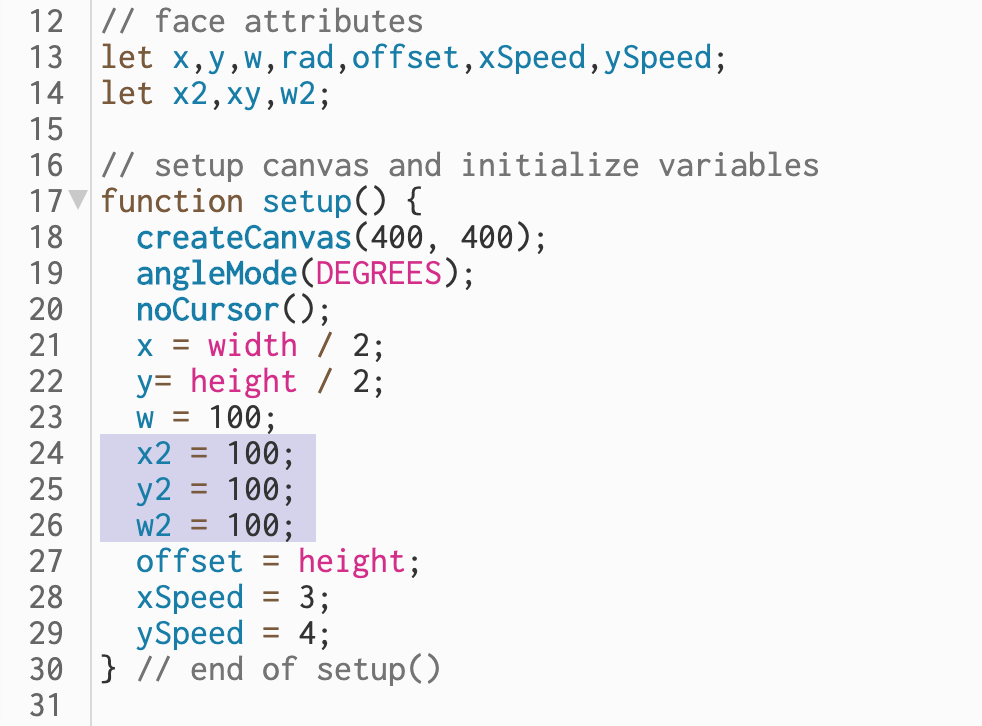 12 // face attributes
13 let x,y,w,rad,offset,xSpeed,ySpeed;
14 let x2,xy,w2;
15
16 // setup canvas and initialize variables
17 function setup() {
18   createCanvas(400, 400);
19   angleMode(DEGREES);
20   noCursor();
21   x = width / 2;
22   y= height / 2;
23   w = 100;
24   x2 = 100;
25   y2 = 100;
26   w2 = 100;
27   offset = height;
28   xSpeed = 3;
29   ySpeed = 4;
30 } // end of setup()
31